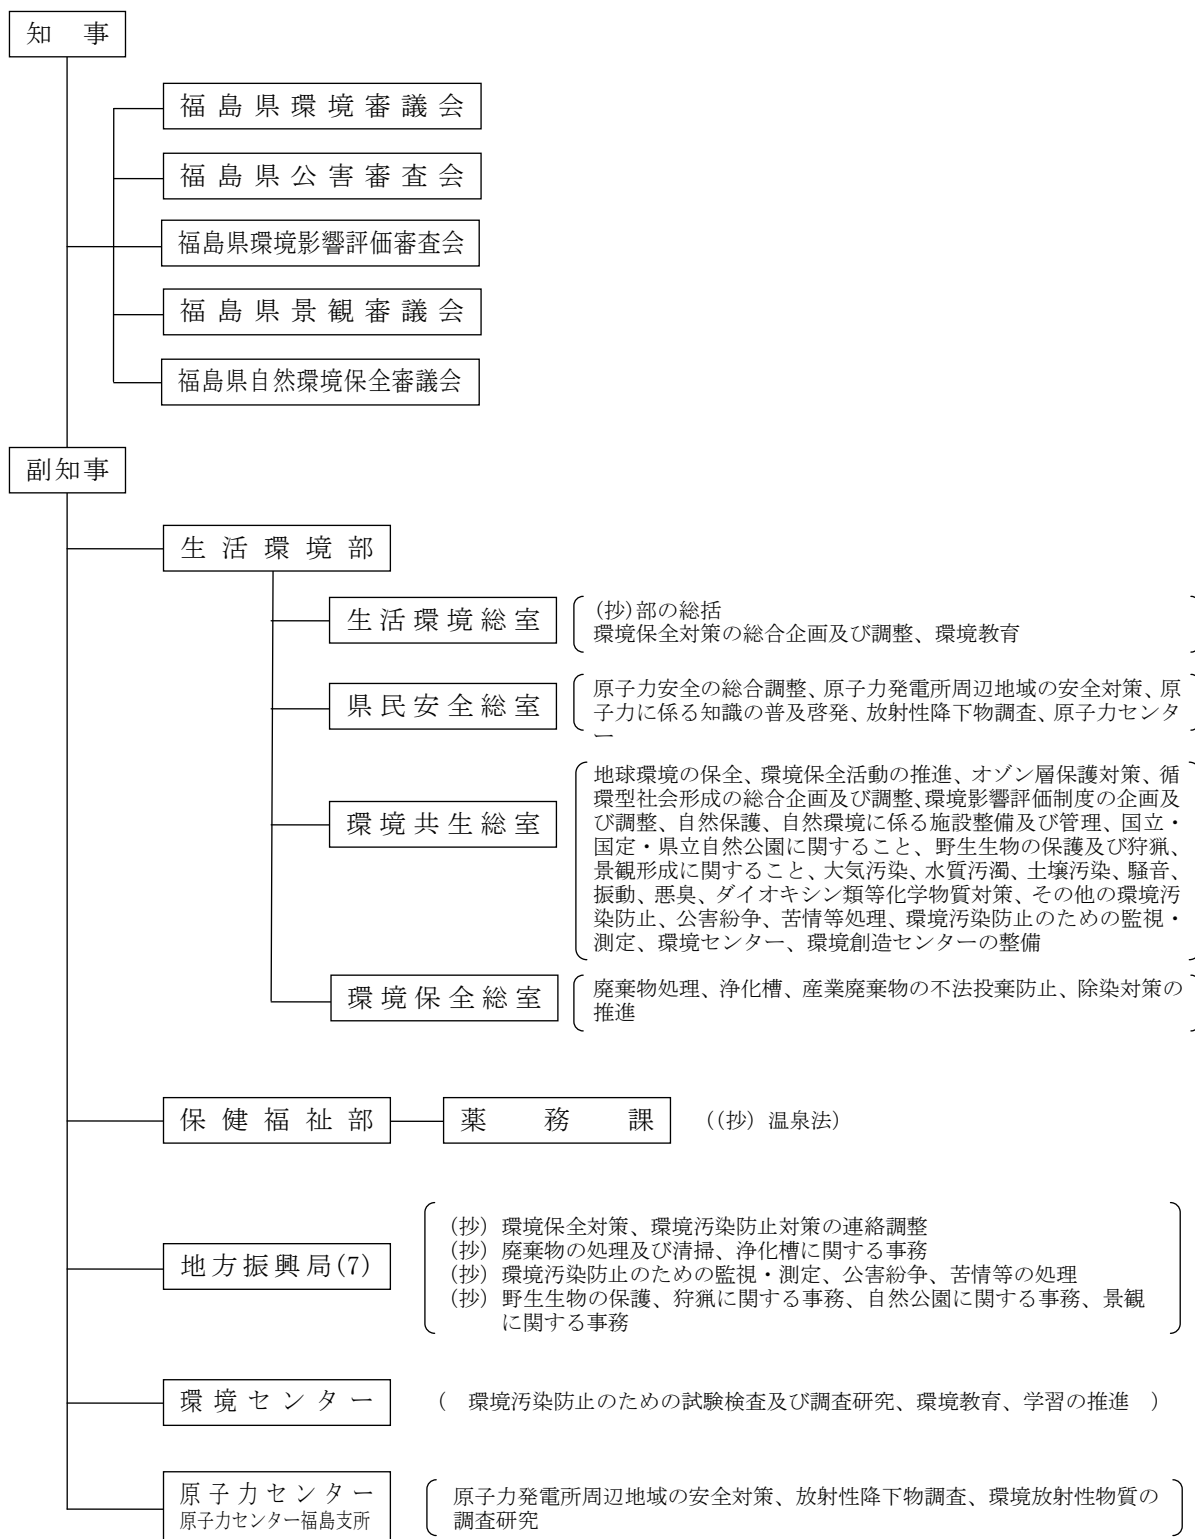 知事
福島県環境審議会
福島県公害審査会
福島県環境影響評価審査会
福島県景観審議会
福島県自然環境保全審議会
副知事
生活環境部
生活環境総室
(抄)部の総括
環境保全対策の総合企画及び調整、環境教育
県民安全総室
原子力安全の総合調整、原子力発電所周辺地域の安全対策、原
子力に係る知識の普及啓発、放射性降下物調査、原子力センタ
ー
環境共生総室
地球環境の保全、環境保全活動の推進、オゾン層保護対策、循
環型社会形成の総合企画及び調整、環境影響評価制度の企画及
び調整、自然保護、自然環境に係る施設整備及び管理、国立・
国定・県立自然公園に関すること、野生生物の保護及び狩猟、
景観形成に関すること、大気汚染、水質汚濁、土壌汚染、騒音、
振動、悪臭、ダイオキシン類等化学物質対策、その他の環境汚
染防止、公害紛争、苦情等処理、環境汚染防止のための監視・
測定、環境センター、環境創造センターの整備
環境保全総室
廃棄物処理、浄化槽、産業廃棄物の不法投棄防止、除染対策の
推進
保健福祉部
薬務課
((抄) 温泉法)
地方振興局(7)
(抄) 環境保全対策、環境汚染防止対策の連絡調整
(抄) 廃棄物の処理及び清掃、浄化槽に関する事務
(抄) 環境汚染防止のための監視・測定、公害紛争、苦情等の処理
(抄) 野生生物の保護、狩猟に関する事務、自然公園に関する事務、景観
に関する事務
環境センター
( 環境汚染防止のための試験検査及び調査研究、環境教育、学習の推進 )
原子力センター
原子力センター福島支所
原子力発電所周辺地域の安全対策、放射性降下物調査、環境放射性物質の
調査研究